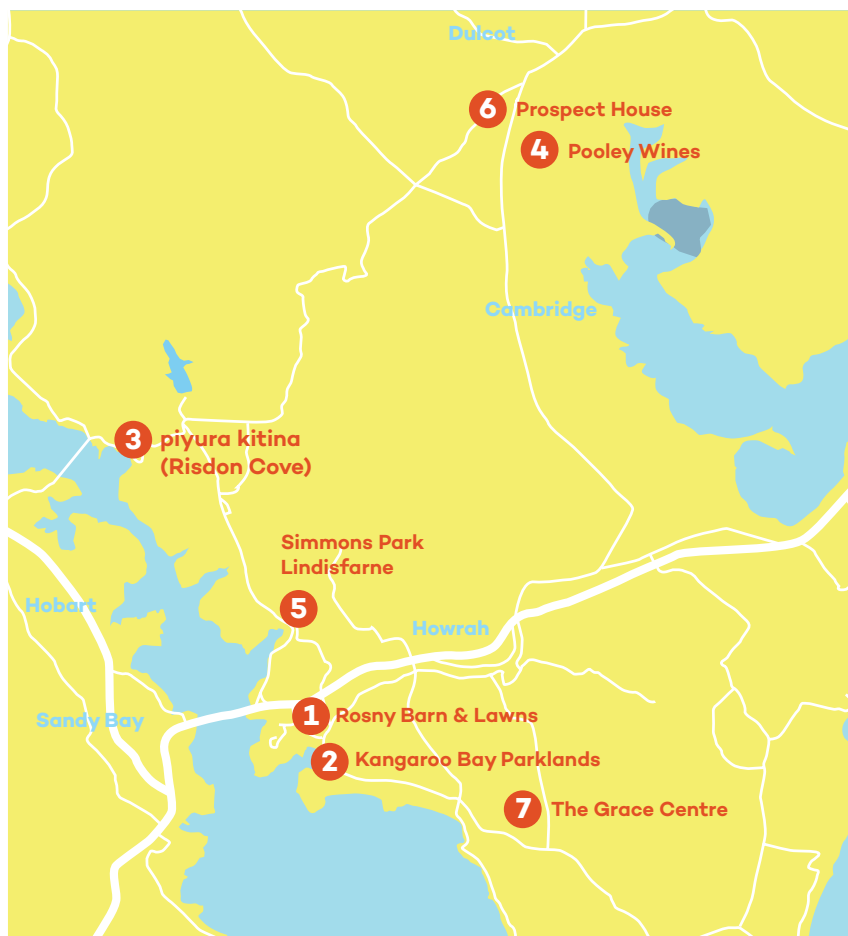 Dulcot
6 Prospect House
4 Pooley Wines
Cambridge
3 piyura kitina
(Risdon Cove)
Simmons Park
Lindisfarne
5
Hobart
Howrah
Sandy Bay
1 Rosny Barn & Lawns
2 Kangaroo Bay Parklands
7 The Grace Centre